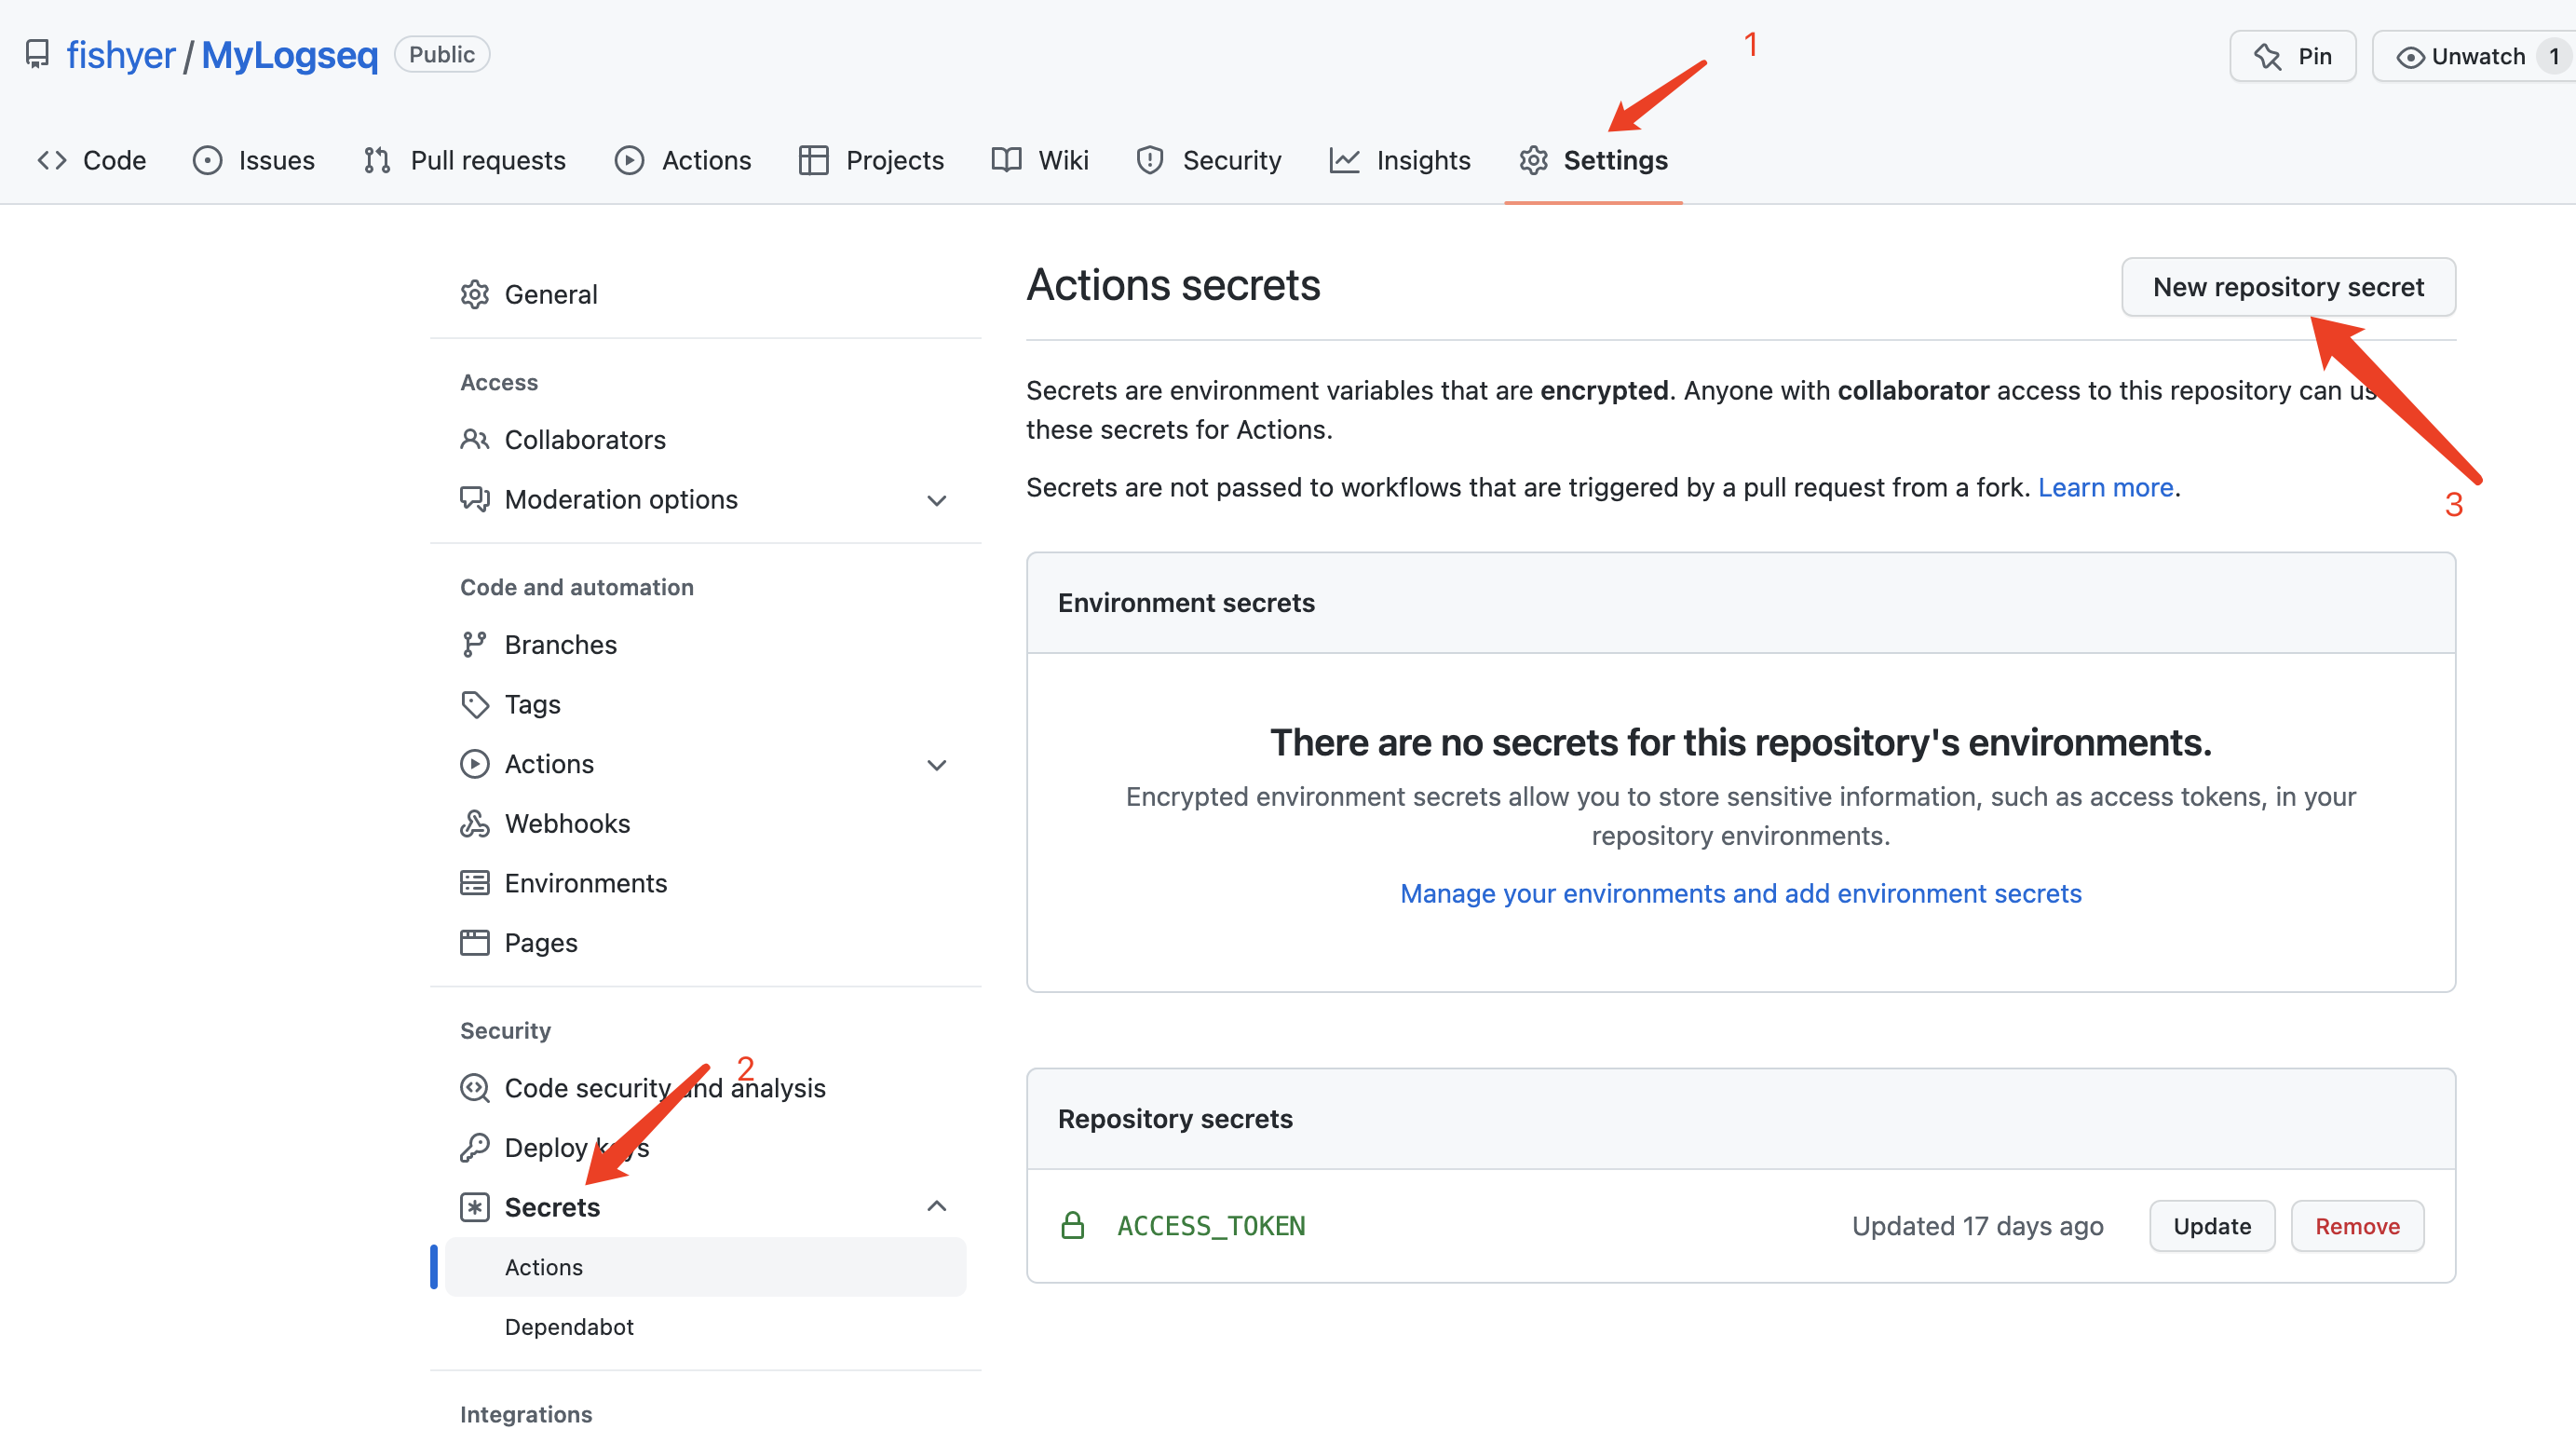 fishyer / MyLogseq Public
Pin
Unwatch 1
1
Code Issues Pull requests Actions Projects Wiki Security Insights Settings
General
Access
Collaborators
Moderation options
Code and automation
Branches
Tags
Actions
Webhooks
Environments
Pages
Security
2
Code security and analysis
Deploy keys
Secrets
Actions
Dependabot
Integrations
Actions secrets
New repository secret
Secrets are environment variables that are encrypted. Anyone with collaborator access to this repository can us
these secrets for Actions.
Secrets are not passed to workflows that are triggered by a pull request from a fork. Learn more.
3
Environment secrets
There are no secrets for this repository's environments.
Encrypted environment secrets allow you to store sensitive information, such as access tokens, in your
repository environments.
Manage your environments and add environment secrets
Repository secrets
ACCESS_TOKEN Updated 17 days ago Update Remove